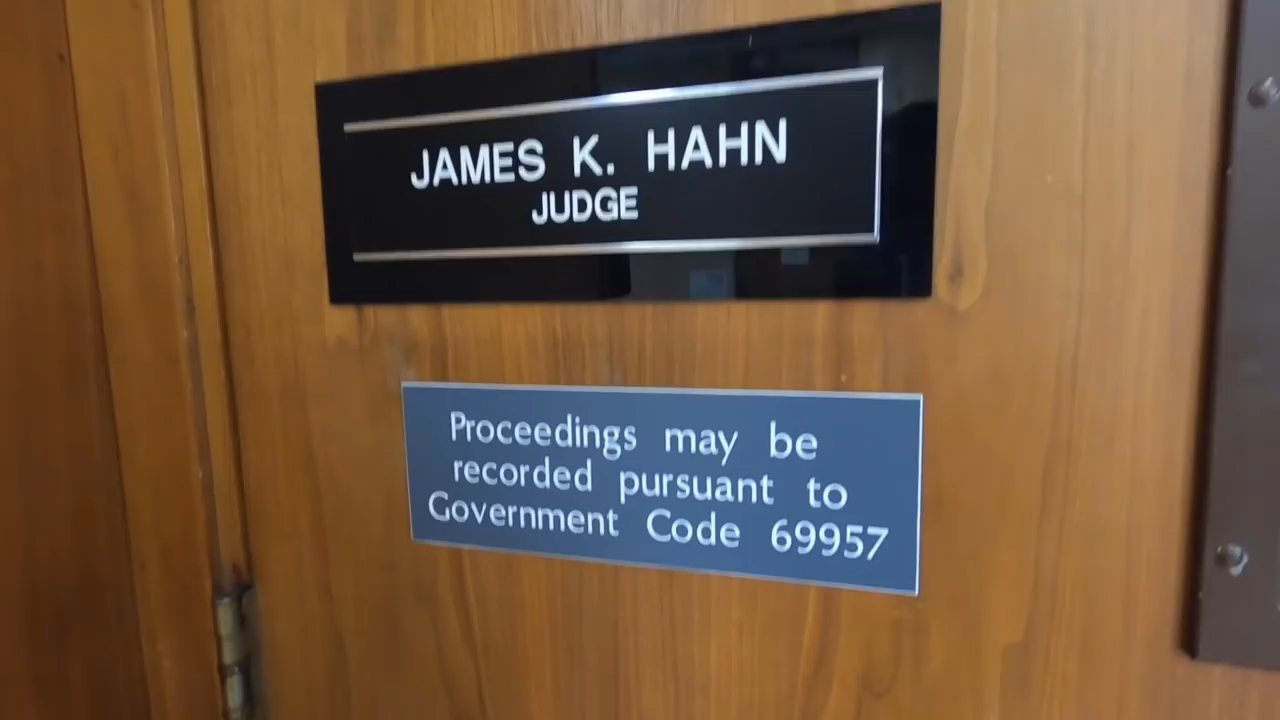 JAMES K. HAHN
JUDGE
Proceedings may be
recorded pursuant to
Government Code 69957